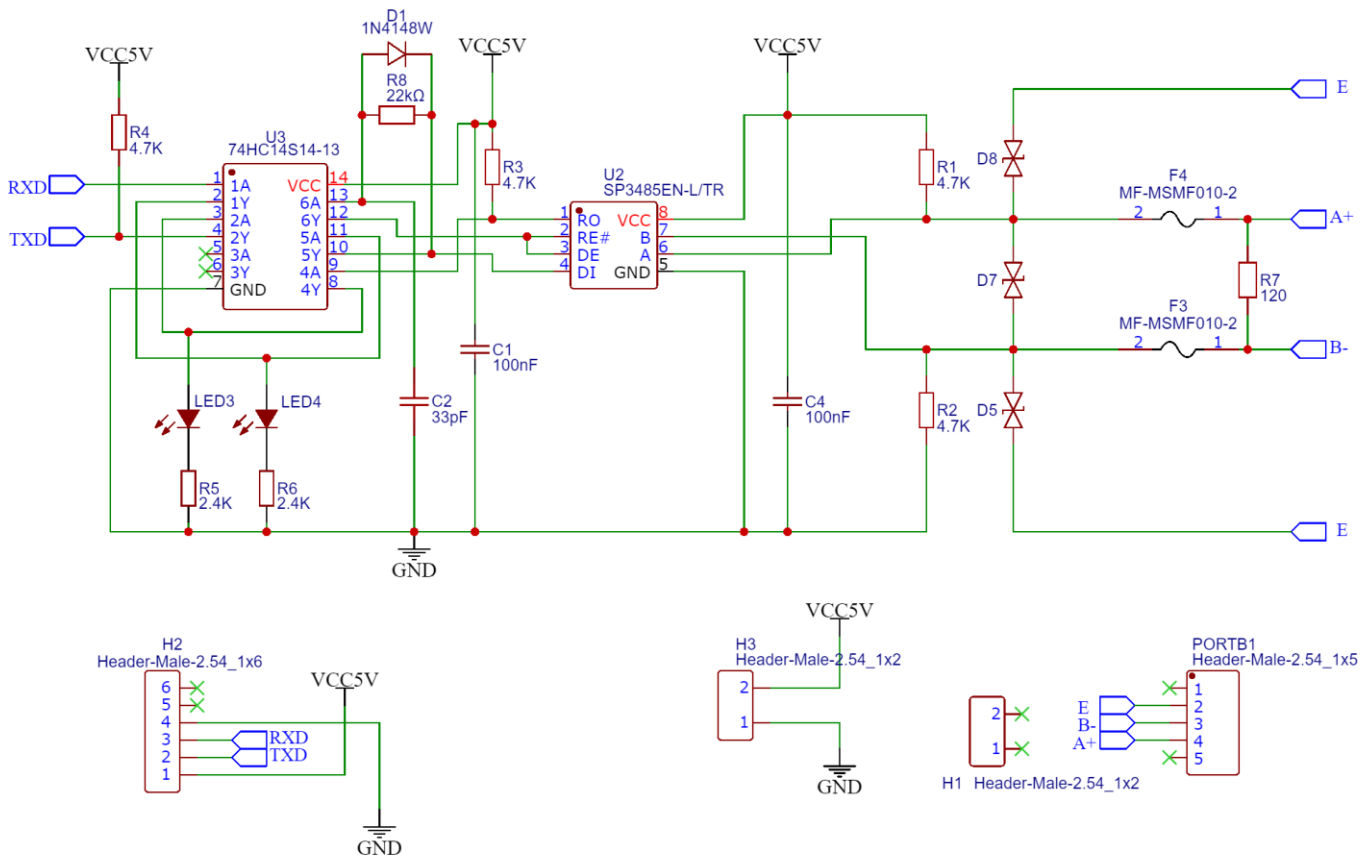 D1
1N4148W
VCC5V
VCC5V
VCC5V
R8
22kΩ
E
R4
4.7K
U3
74HC14S14-13
R3
4.7K
U2
SP3485EN-L/TR
R1
4.7K
D8
F4
MF-MSMF010-2
RXD
1 1A VCC 14
2 1Y 6A 13
3 2A 6Y 12
TXD
4 2Y 5A 11
5 3A 5Y 10
6 3Y 4A 9
7 GND 4Y 8
1 RO VCC 8
2 RE# B 7
3 DE A 6
4 DI GND 5
2 1
A+
D7
R7
120
F3
MF-MSMF010-2
2 1
B-
C1
100nF
LED3
LED4
C2
33pF
C4
100nF
R2
4.7K
D5
R5
2.4K
R6
2.4K
E
GND
H2
Header-Male-2.54_1x6
VCC5V
6
5
4
3 RXD
2 TXD
1
GND
VCC5V
H3
Header-Male-2.54_1x2
2
1
GND
2
1
H1 Header-Male-2.54_1x2
PORTB1
Header-Male-2.54_1x5
1
E 2
B- 3
A+ 4
5